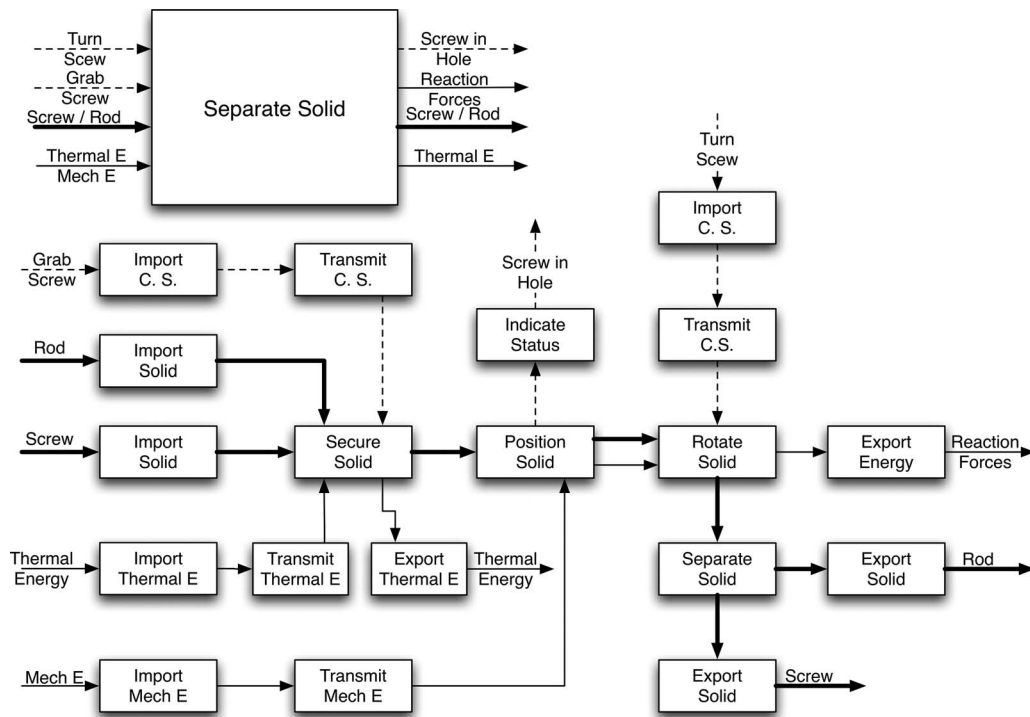 Turn
Scew
Grab
Screw
Screw / Rod
Thermal E
Mech E
Separate Solid
Screw in
Hole
Reaction
Forces
Screw / Rod
Thermal E
Turn
Scew
Import
C. S.
Grab
Screw
Import
C. S.
Transmit
C. S.
Screw in
Hole
Indicate
Status
Transmit
C.S.
Rod
Import
Solid
Screw
Import
Solid
Secure
Solid
Position
Solid
Rotate
Solid
Export
Energy
Reaction
Forces
Thermal
Energy
Import
Thermal E
Transmit
Thermal E
Export
Thermal E
Thermal
Energy
Separate
Solid
Export
Solid
Rod
Mech E
Import
Mech E
Transmit
Mech E
Export
Solid
Screw